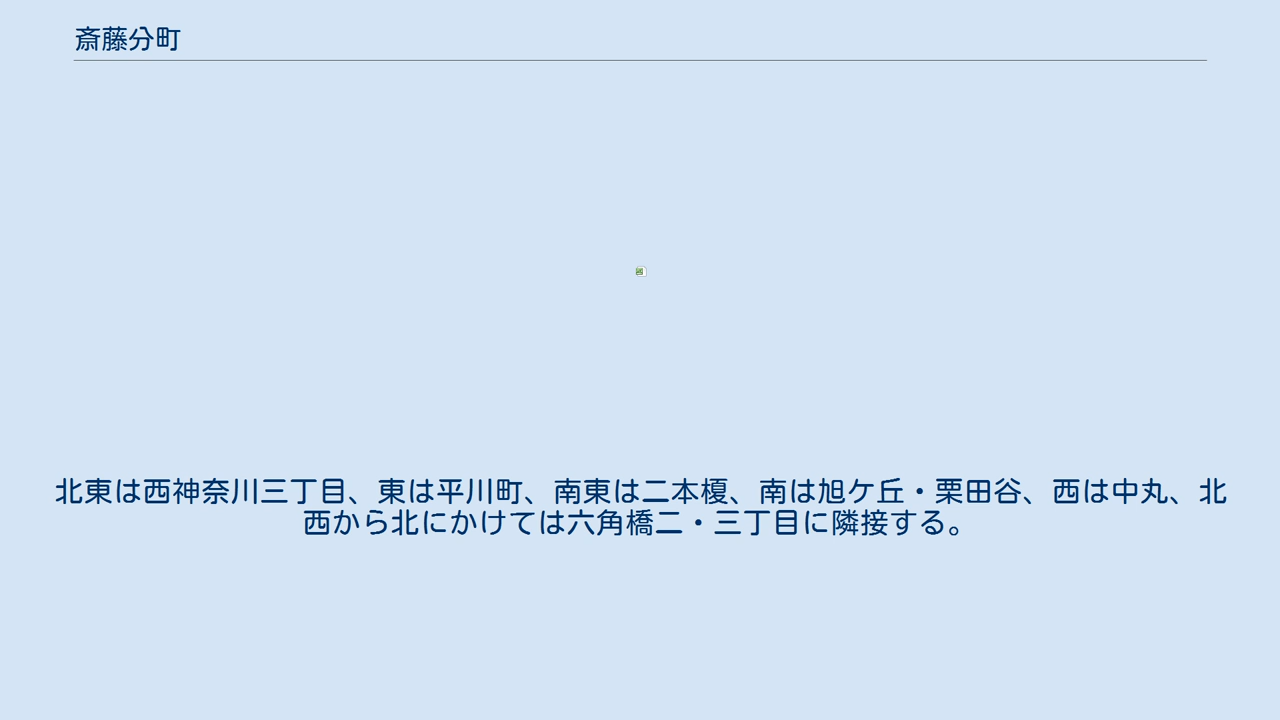 斎藤分町
北東は西神奈川三丁目、東は平川町、南東は二本榎、南は旭ケ丘・栗田谷、西は中丸、北
西から北にかけては六角橋二・三丁目に隣接する。